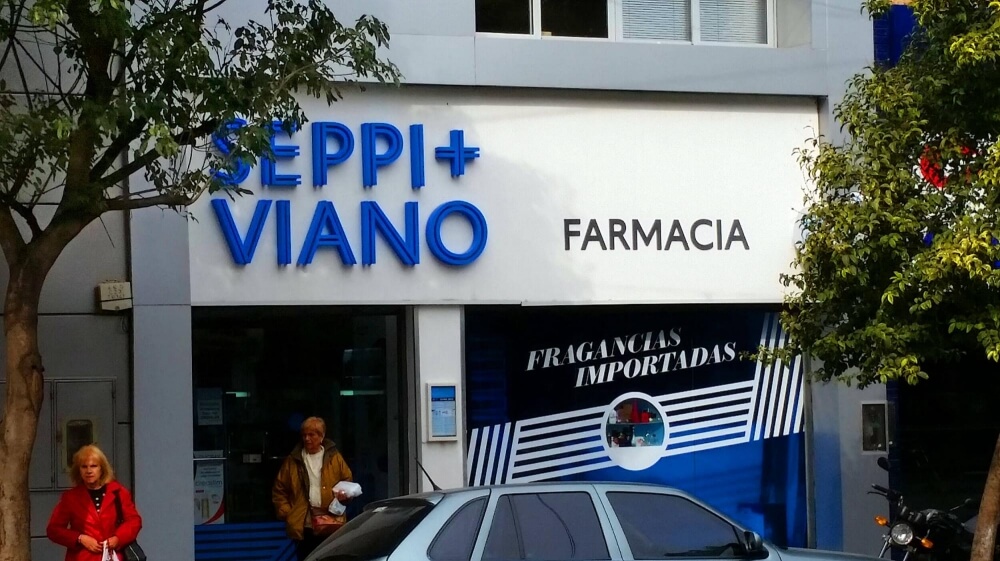 SEPPI+
VIANO
FARMACIA
FRAGANCIAS
IMPORTADAS